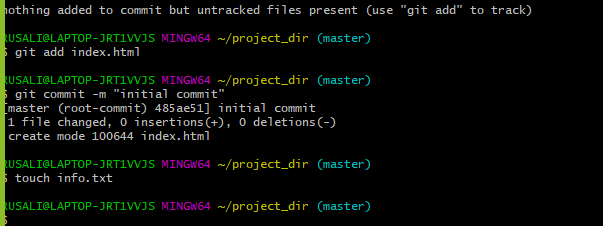 nothing added to commit but untracked files present (use "git add" to track)
RUSALI@LAPTOP-JRT1VVJS MINGW64 ~/project_dir (master)
$ git add index.html
RUSALI@LAPTOP-JRT1VVJS MINGW64 ~/project_dir (master)
$ git commit -m "initial commit"
[master (root-commit) 485ae51] initial commit
1 file changed, 0 insertions(+), 0 deletions(-)
create mode 100644 index.html
RUSALI@LAPTOP-JRT1VVJS MINGW64 ~/project_dir (master)
$ touch info.txt
RUSALI@LAPTOP-JRT1VVJS MINGW64 ~/project_dir (master)
$